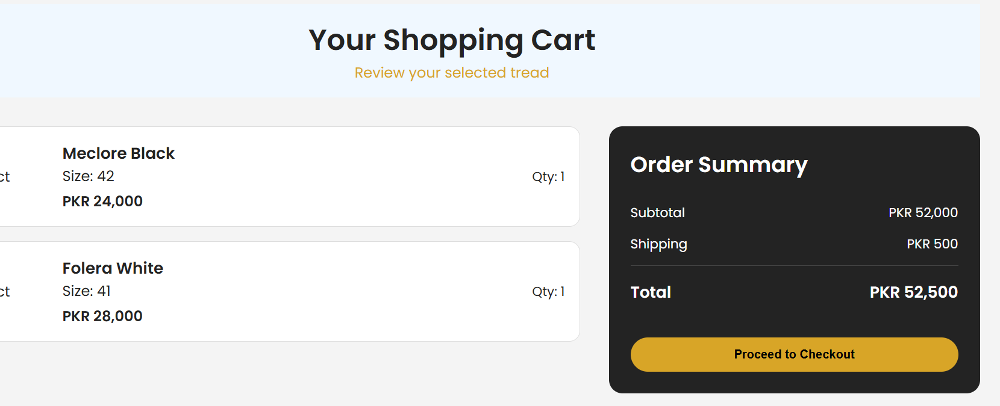 Your Shopping Cart
Review your selected tread
Meclore Black
Size: 42
PKR 24,000
Qty: 1
Folera White
Size: 41
PKR 28,000
Qty: 1
Order Summary
Subtotal PKR 52,000
Shipping PKR 500
Total PKR 52,500
Proceed to Checkout